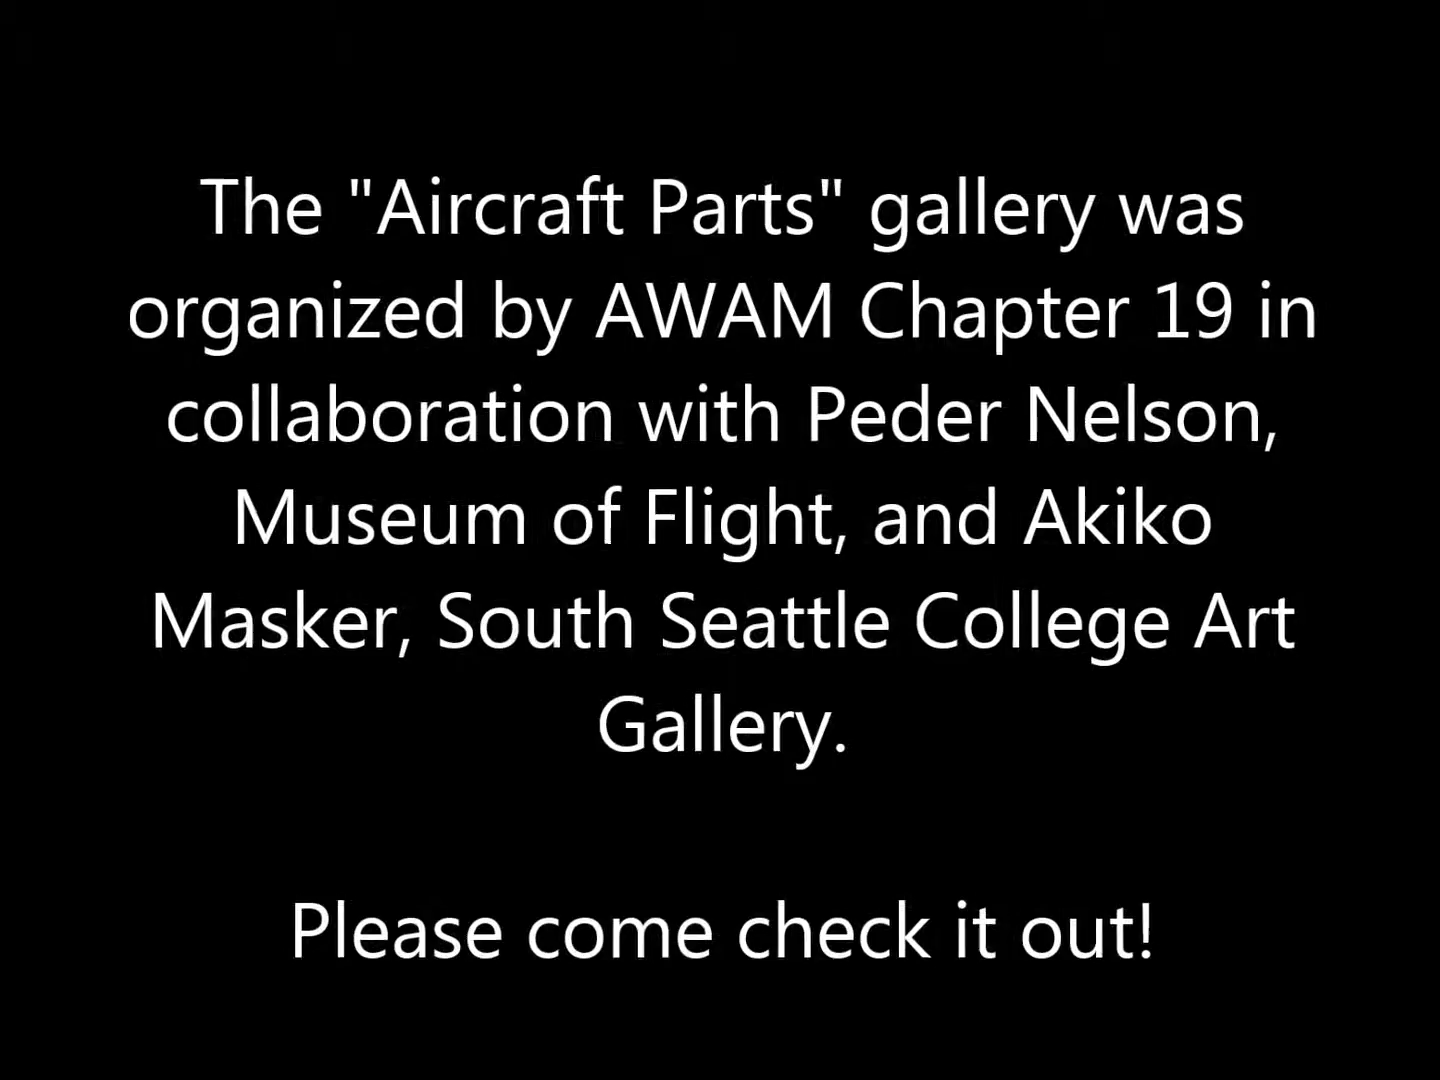 The "Aircraft Parts" gallery was
organized by AWAM Chapter 19 in
collaboration with Peder Nelson,
Museum of Flight, and Akiko
Masker, South Seattle College Art
Gallery.
Please come check it out!